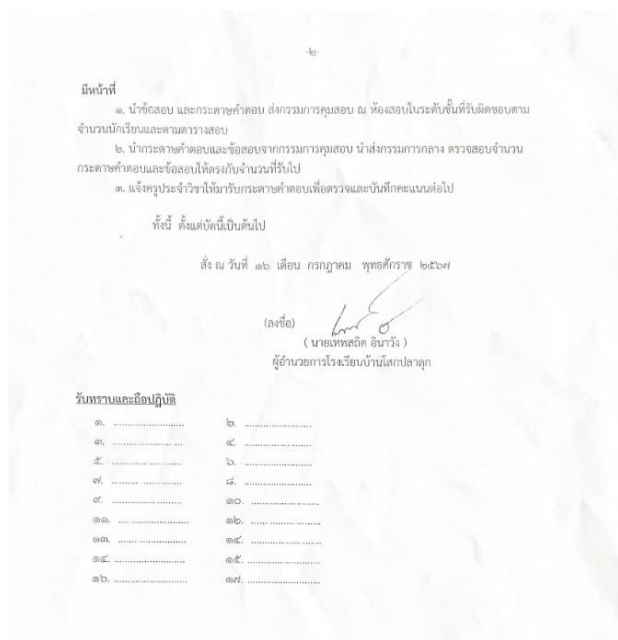 -๒-
มีหน้าที่
๑. นำข้อสอบ และกระดาษคำตอบ ส่งกรรมการคุมสอบ ณ ห้องสอบในระดับชั้นที่รับผิดชอบตาม
จำนวนนักเรียนและตามตารางสอบ
๒. นำกระดาษคำตอบและข้อสอบจากกรรมการคุมสอบ นำส่งกรรมการกลาง ตรวจสอบจำนวน
กระดาษคำตอบและข้อสอบให้ตรงกับจำนวนที่รับไป
๓. แจ้งครูประจำวิชาให้มารับกระดาษคำตอบเพื่อตรวจและบันทึกคะแนนต่อไป
ทั้งนี้ ตั้งแต่บัดนี้เป็นต้นไป
สั่ง ณ วันที่ ๑๖ เดือน กรกฎาคม พุทธศักราช ๒๕๖๗
(ลงชื่อ)
( นายเทพสถิต อินาวัง )
ผู้อำนวยการโรงเรียนบ้านโสกปลาดุก
รับทราบและถือปฏิบัติ
๑. ........................ ๒. ........................
๓. ........................ ๔. ........................
๕. ........................ ๖. ........................
๗. ........................ ๘. ........................
๙. ........................ ๑๐. ........................
๑๑. ........................ ๑๒. ........................
๑๓. ........................ ๑๔. ........................
๑๔. ........................ ๑๕. ........................
๑๖. ........................ ๑๗. ........................